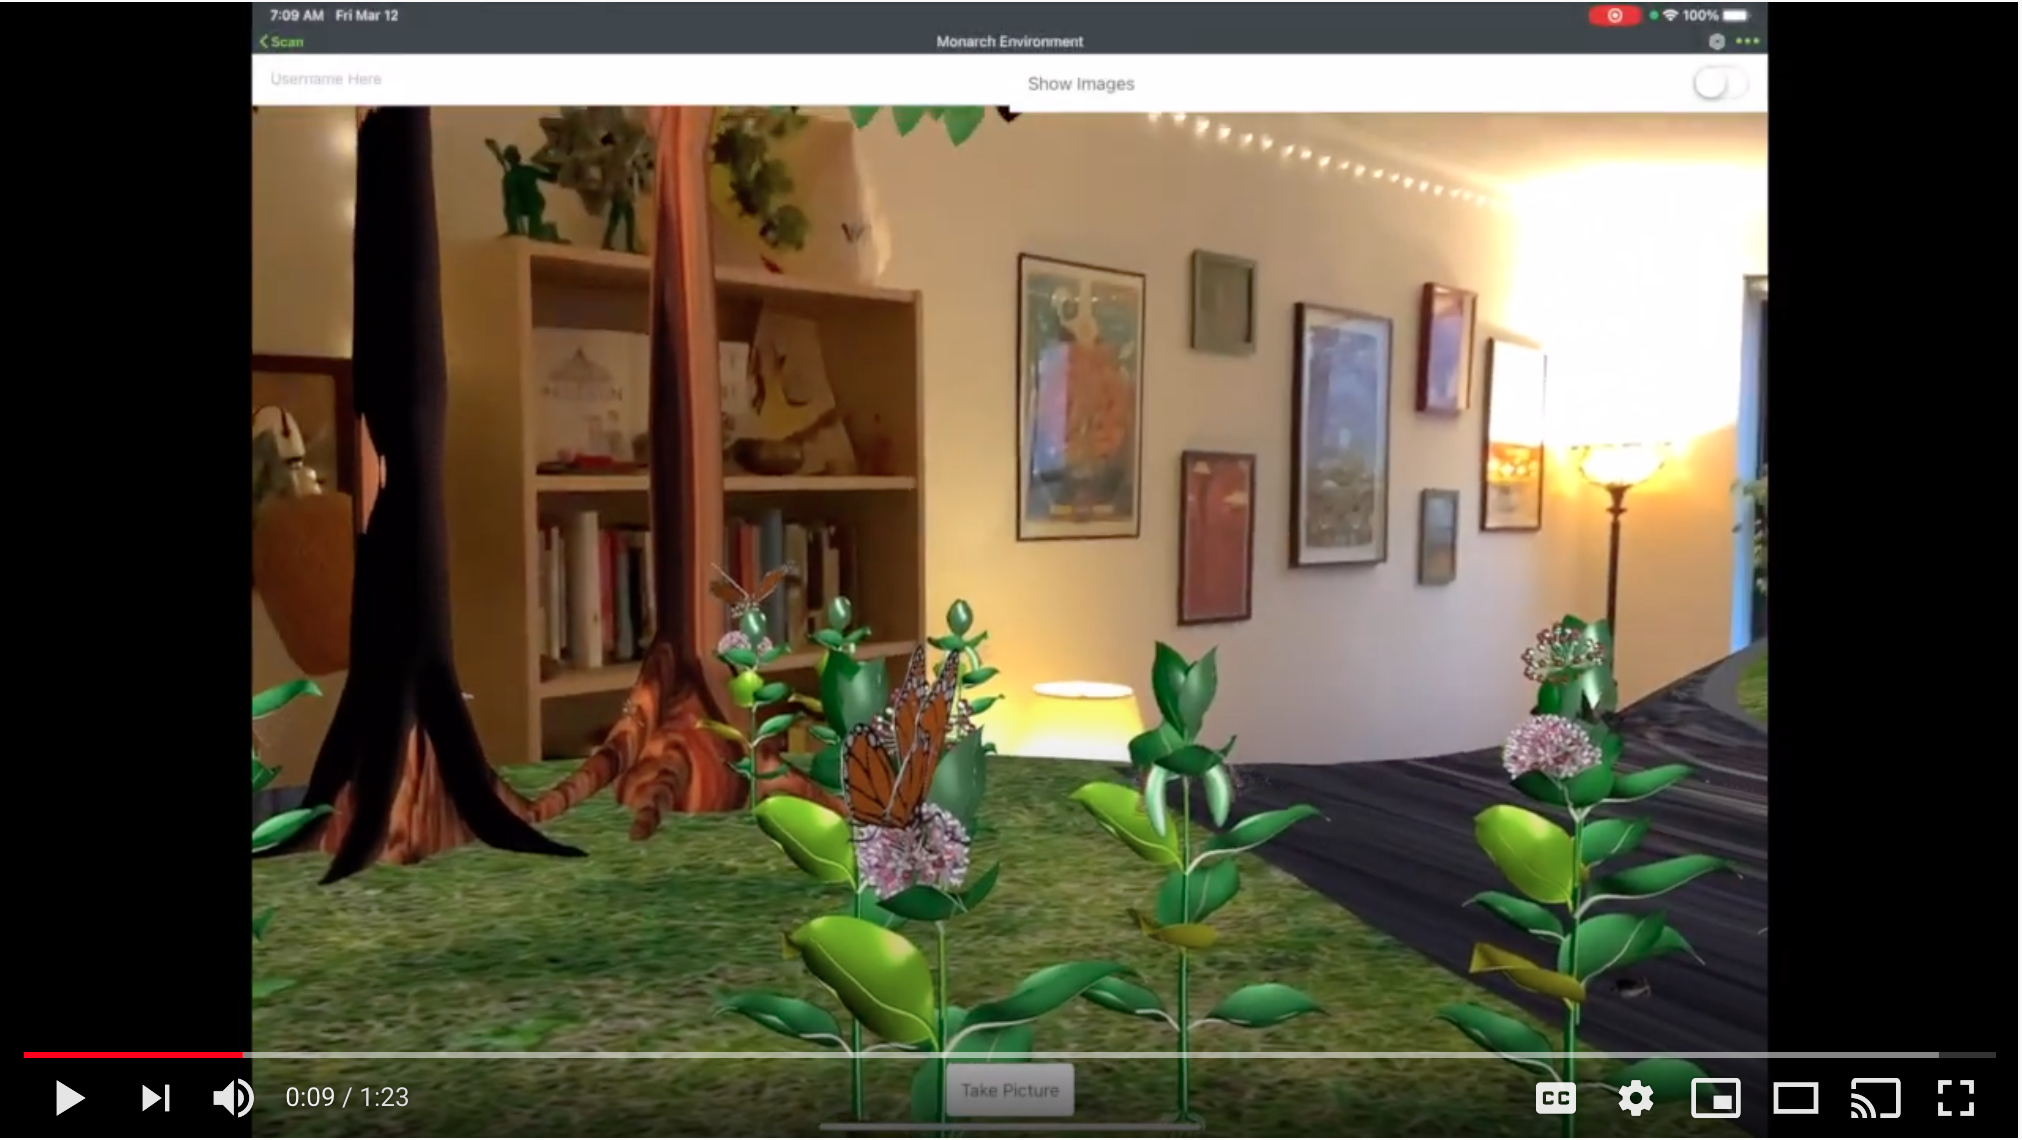 7:09 AM Fri Mar 12
100%
Scan
Monarch Environment
Username Here
Show Images
Take Picture
0:09 / 1:23
CC